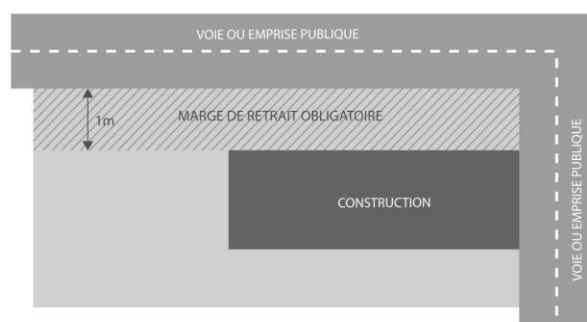 VOIE OU EMPRISE PUBLIQUE
1m
MARGE DE RETRAIT OBLIGATOIRE
CONSTRUCTION
VOIE OU EMPRISE PUBLIQUE